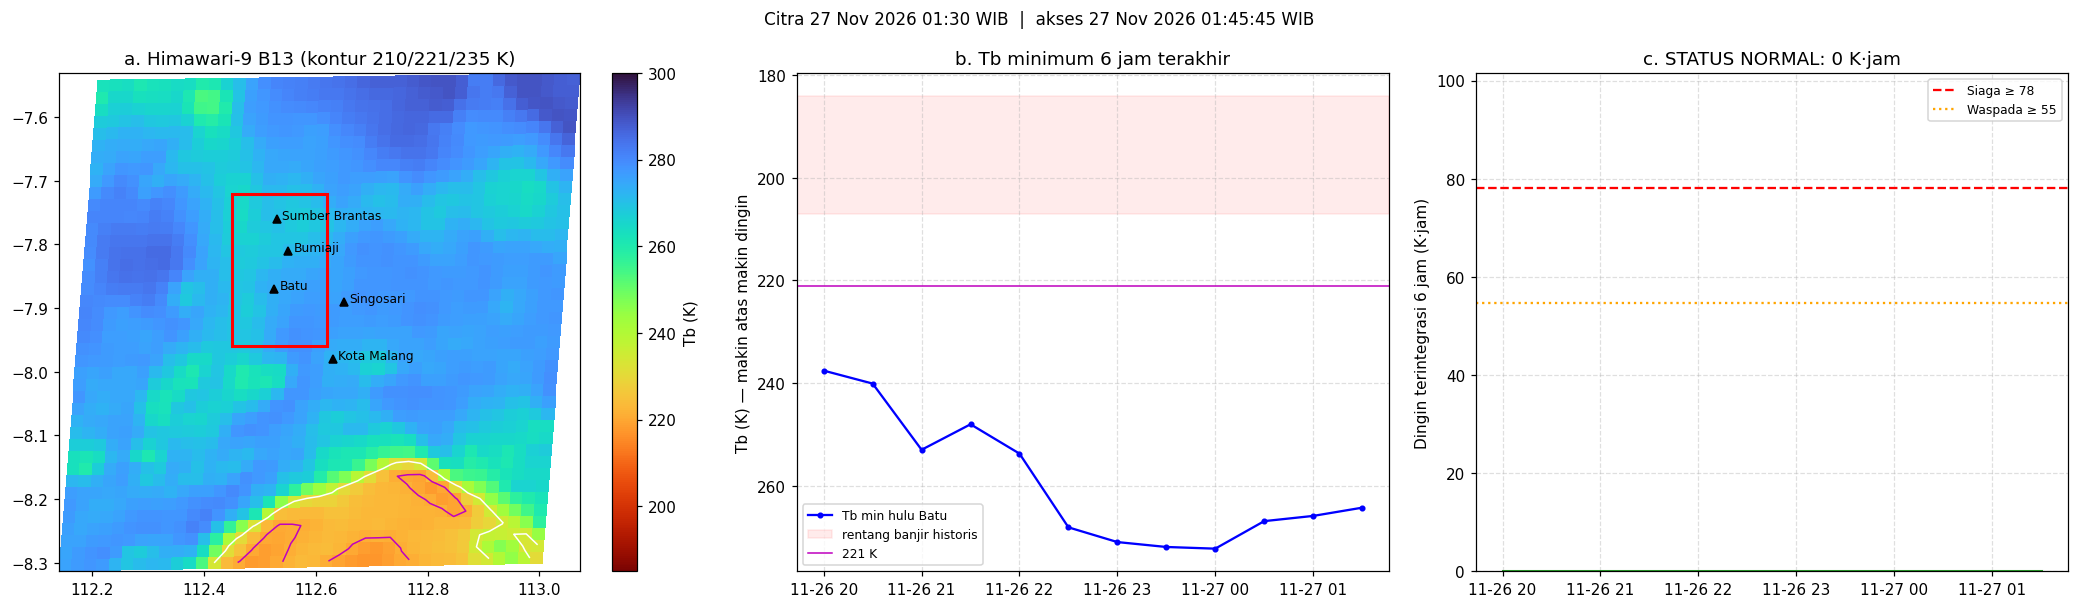 Citra 27 Nov 2026 01:30 WIB | akses 27 Nov 2026 01:45:45 WIB
a. Himawari-9 B13 (kontur 210/221/235 K)
−7.6
−7.7
−7.8
−7.9
−8.0
−8.1
−8.2
−8.3
112.2
112.4
112.6
112.8
113.0
Sumber Brantas
Bumiaji
Batu
Singosari
Kota Malang
300
280
260
240
220
200
Tb (K)
b. Tb minimum 6 jam terakhir
Tb (K) — makin atas makin dingin
180
200
220
240
260
Tb min hulu Batu
rentang banjir historis
221 K
11-26 20
11-26 21
11-26 22
11-26 23
11-27 00
11-27 01
c. STATUS NORMAL: 0 K·jam
Dingin terintegrasi 6 jam (K·jam)
100
80
60
40
20
0
Siaga ≥ 78
Waspada ≥ 55
11-26 20
11-26 21
11-26 22
11-26 23
11-27 00
11-27 01